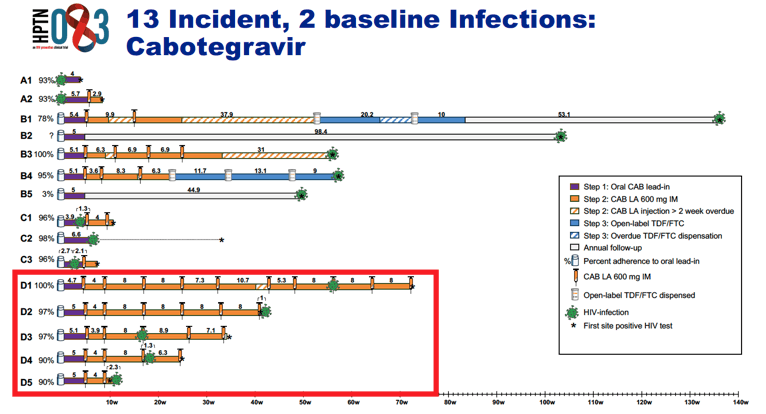 HPTN
083
13 Incident, 2 baseline Infections:
Cabotegravir
A1 93% 4
A2 93% 5.7 2.9
B1 78% 5.4 9.9 37.9 20.2 10 53.1
B2 ? 5 98.4
B3 100% 5.1 6.3 6.9 6.9 31
B4 95% 5.1 3.6 8.3 6.3 11.7 13.1 9
B5 3% 5 44.9
C1 96% 3.9 1.3 4
C2 98% 6.6
C3 96% 2.7 2.1
D1 100% 4.7 4 8 8 7.3 10.7 5.3 8 8 8
D2 97% 5 4 8 8 8 8 1
D3 97% 5.1 3.9 8 8 8.9 7.1
D4 90% 5 4 8 1.3 6.3
D5 90% 5 4 2.3
10w 20w 30w 40w 50w 60w 70w 80w 90w 100w 110w 120w 130w 140w
Step 1: Oral CAB lead-in
Step 2: CAB LA 600 mg IM
Step 2: CAB LA injection > 2 week overdue
Step 3: Open-label TDF/FTC
Step 3: Overdue TDF/FTC dispensation
Annual follow-up
% Percent adherence to oral lead-in
CAB LA 600 mg IM
Open-label TDF/FTC dispensed
HIV-infection
* First site positive HIV test